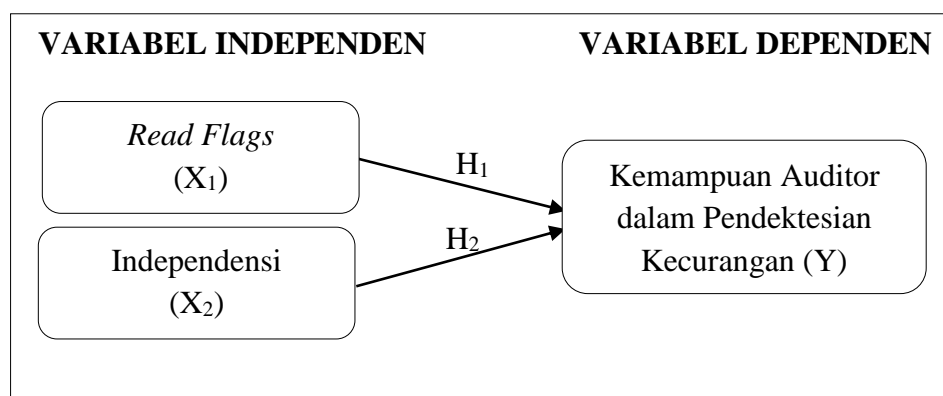 VARIABEL INDEPENDEN VARIABEL DEPENDEN
Read Flags
(X₁)
H₁
Kemampuan Auditor
dalam Pendektesian
Kecurangan (Y)
H₂
Independensi
(X₂)